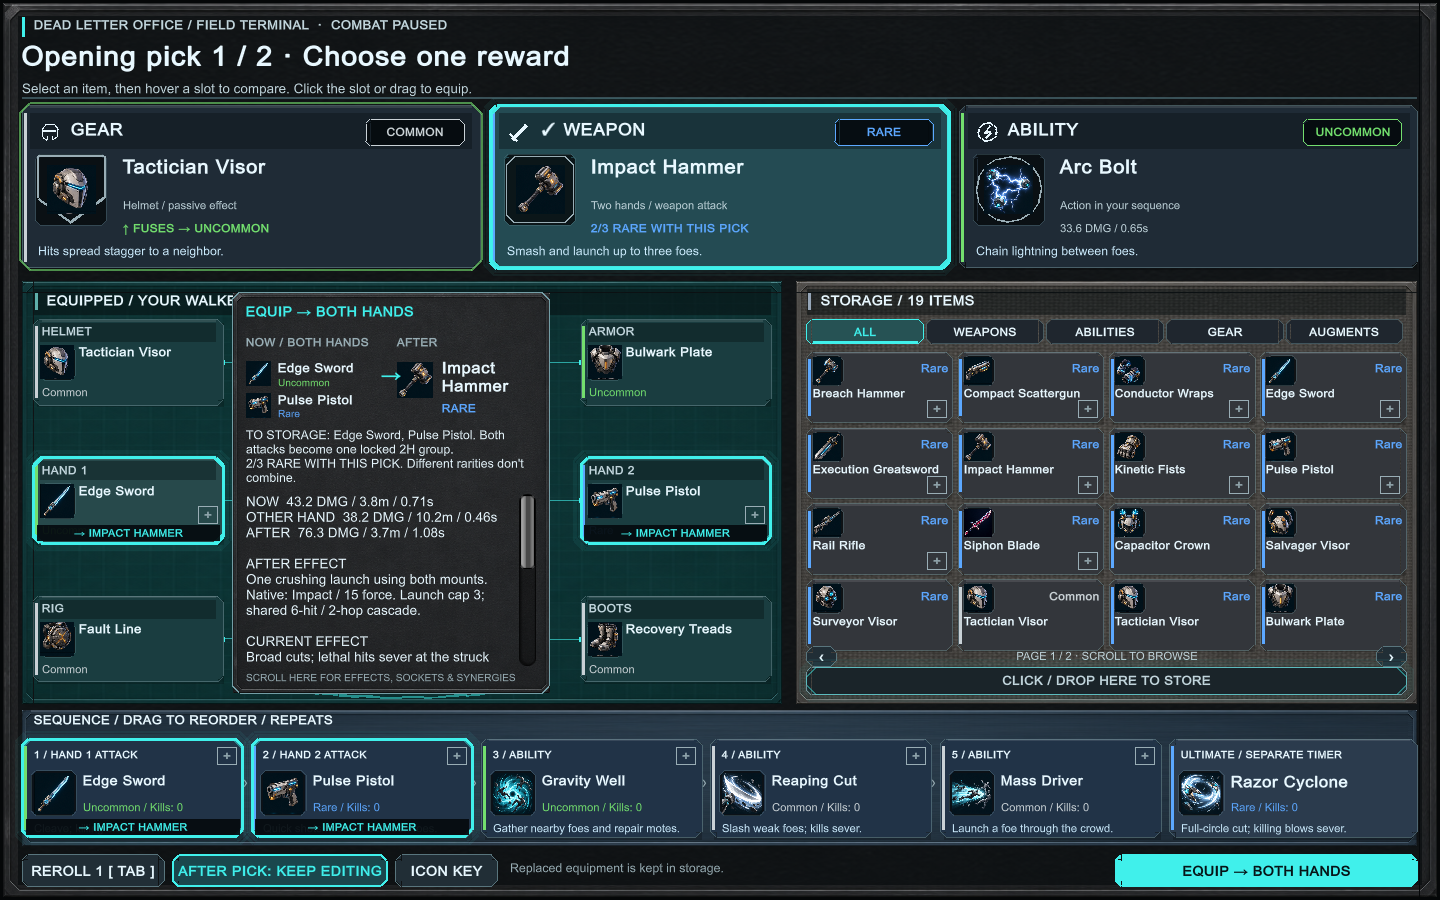 DEAD LETTER OFFICE / FIELD TERMINAL · COMBAT PAUSED
Opening pick 1 / 2 · Choose one reward
Select an item, then hover a slot to compare. Click the slot or drag to equip.
GEAR
COMMON
Tactician Visor
Helmet / passive effect
↑ FUSES → UNCOMMON
Hits spread stagger to a neighbor.
✓ WEAPON
RARE
Impact Hammer
Two hands / weapon attack
2/3 RARE WITH THIS PICK
Smash and launch up to three foes.
ABILITY
UNCOMMON
Arc Bolt
Action in your sequence
33.6 DMG / 0.65s
Chain lightning between foes.
EQUIPPED / YOUR WALKE
HELMET
Tactician Visor
Common
HAND 1
Edge Sword
+
→ IMPACT HAMMER
RIG
Fault Line
Common
EQUIP → BOTH HANDS
NOW / BOTH HANDS
AFTER
Edge Sword
Uncommon
Pulse Pistol
Rare
→
Impact
Hammer
RARE
TO STORAGE: Edge Sword, Pulse Pistol. Both
attacks become one locked 2H group.
2/3 RARE WITH THIS PICK. Different rarities don't
combine.
NOW 43.2 DMG / 3.8m / 0.71s
OTHER HAND 38.2 DMG / 10.2m / 0.46s
AFTER 76.3 DMG / 3.7m / 1.08s
AFTER EFFECT
One crushing launch using both mounts.
Native: Impact / 15 force. Launch cap 3;
shared 6-hit / 2-hop cascade.
CURRENT EFFECT
Broad cuts; lethal hits sever at the struck
SCROLL HERE FOR EFFECTS, SOCKETS & SYNERGIES
ARMOR
Bulwark Plate
Uncommon
HAND 2
Pulse Pistol
+
→ IMPACT HAMMER
BOOTS
Recovery Treads
Common
STORAGE / 19 ITEMS
ALL
WEAPONS
ABILITIES
GEAR
AUGMENTS
Rare
Breach Hammer
+
Rare
Compact Scattergun
+
Rare
Conductor Wraps
+
Rare
Edge Sword
+
Rare
Execution Greatsword
+
Rare
Impact Hammer
+
Rare
Kinetic Fists
+
Rare
Pulse Pistol
+
Rare
Rail Rifle
+
Rare
Siphon Blade
+
Rare
Capacitor Crown
Rare
Salvager Visor
Rare
Surveyor Visor
Common
Tactician Visor
Rare
Tactician Visor
Rare
Bulwark Plate
‹
PAGE 1 / 2 · SCROLL TO BROWSE
›
CLICK / DROP HERE TO STORE
SEQUENCE / DRAG TO REORDER / REPEATS
1 / HAND 1 ATTACK
+
Edge Sword
Uncommon / Kills: 0
→ IMPACT HAMMER
2 / HAND 2 ATTACK
+
Pulse Pistol
Rare / Kills: 0
→ IMPACT HAMMER
3 / ABILITY
+
Gravity Well
Uncommon / Kills: 0
Gather nearby foes and repair motes.
4 / ABILITY
+
Reaping Cut
Common / Kills: 0
Slash weak foes; kills sever.
5 / ABILITY
+
Mass Driver
Common / Kills: 0
Launch a foe through the crowd.
ULTIMATE / SEPARATE TIMER
Razor Cyclone
Rare / Kills: 0
Full-circle cut; killing blows sever.
REROLL 1 [ TAB ]
AFTER PICK: KEEP EDITING
ICON KEY
Replaced equipment is kept in storage.
EQUIP → BOTH HANDS